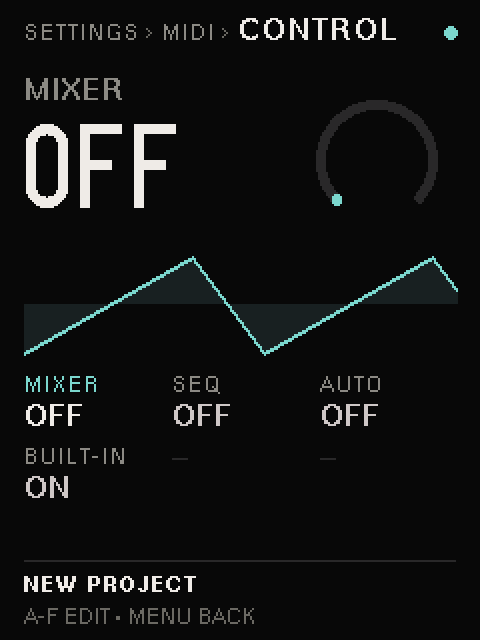 SETTINGS › MIDI › CONTROL
MIXER
OFF
MIXER SEQ AUTO
OFF OFF OFF
BUILT-IN — —
ON
NEW PROJECT
A-F EDIT · MENU BACK